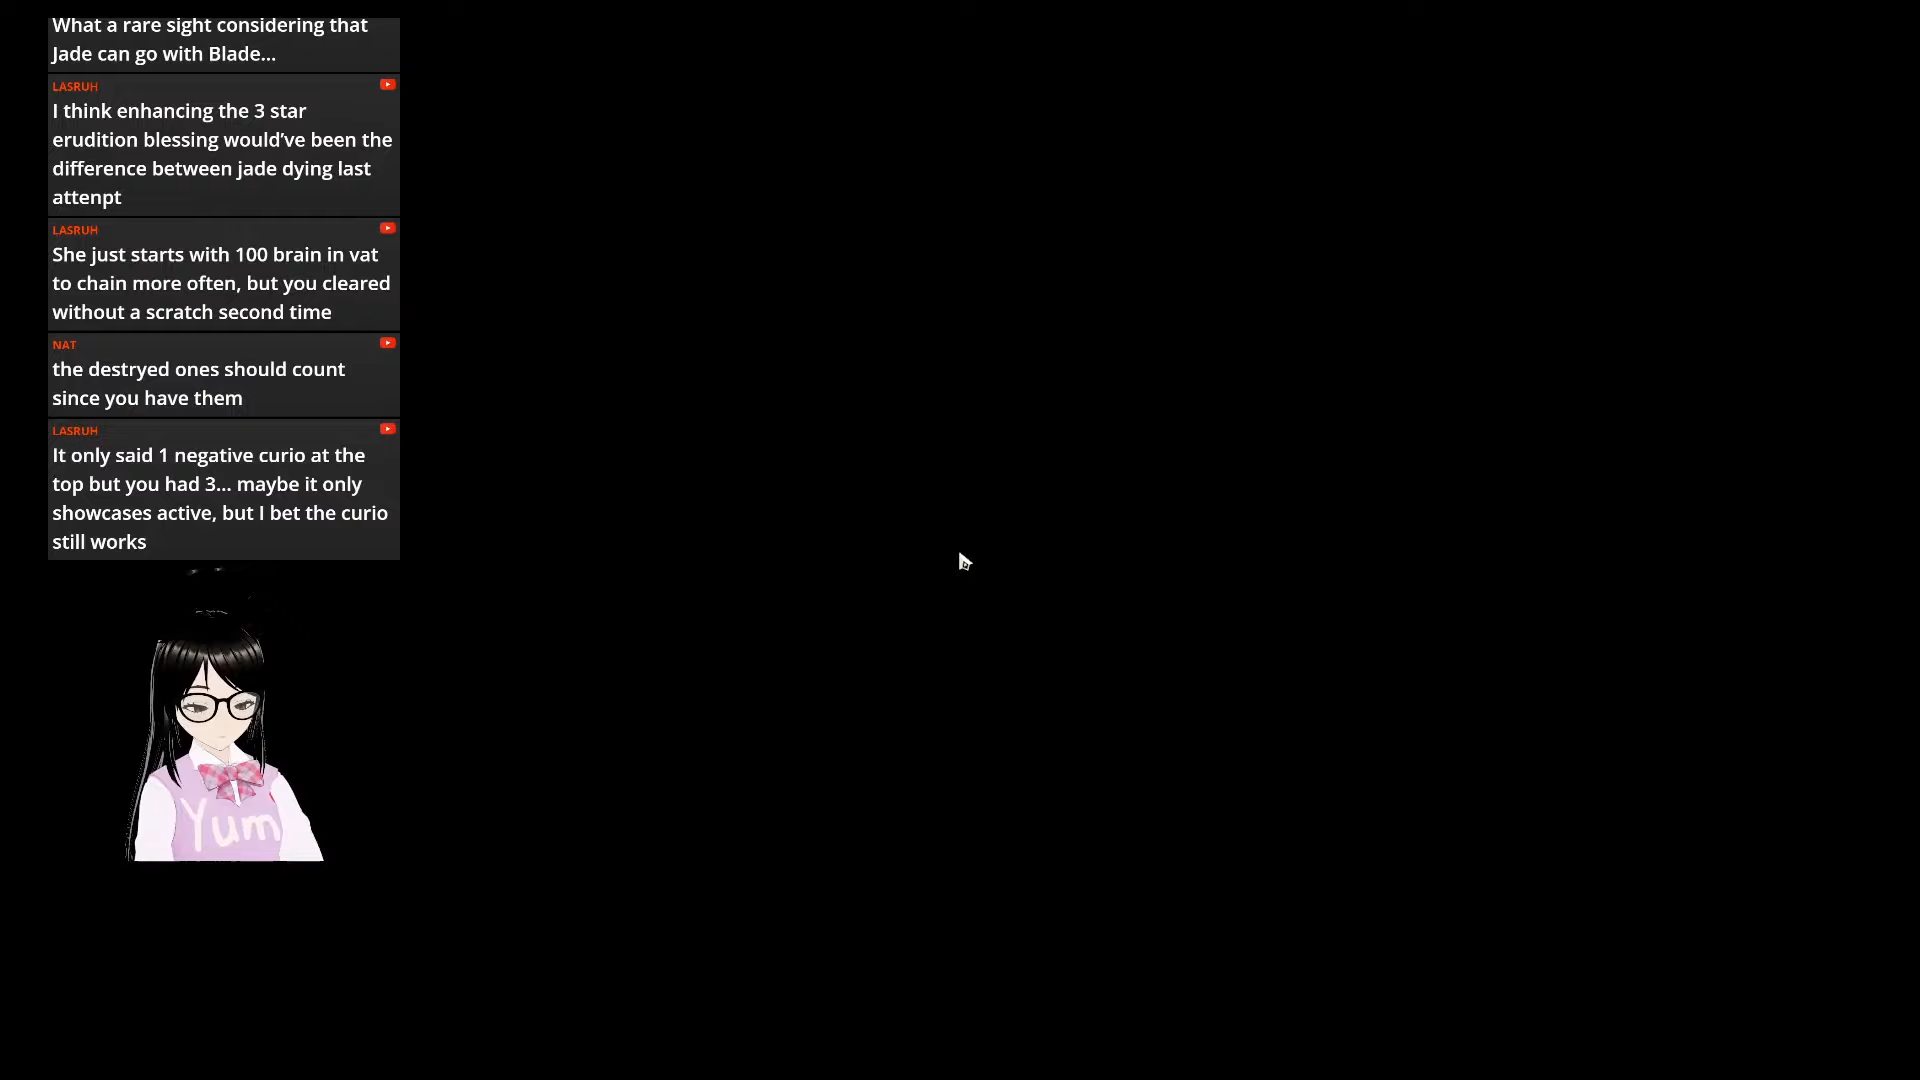 What a rare sight considering that
Jade can go with Blade...
LASRUH
I think enhancing the 3 star
erudition blessing would’ve been the
difference between jade dying last
attenpt
LASRUH
She just starts with 100 brain in vat
to chain more often, but you cleared
without a scratch second time
NAT
the destryed ones should count
since you have them
LASRUH
It only said 1 negative curio at the
top but you had 3... maybe it only
showcases active, but I bet the curio
still works
Yum